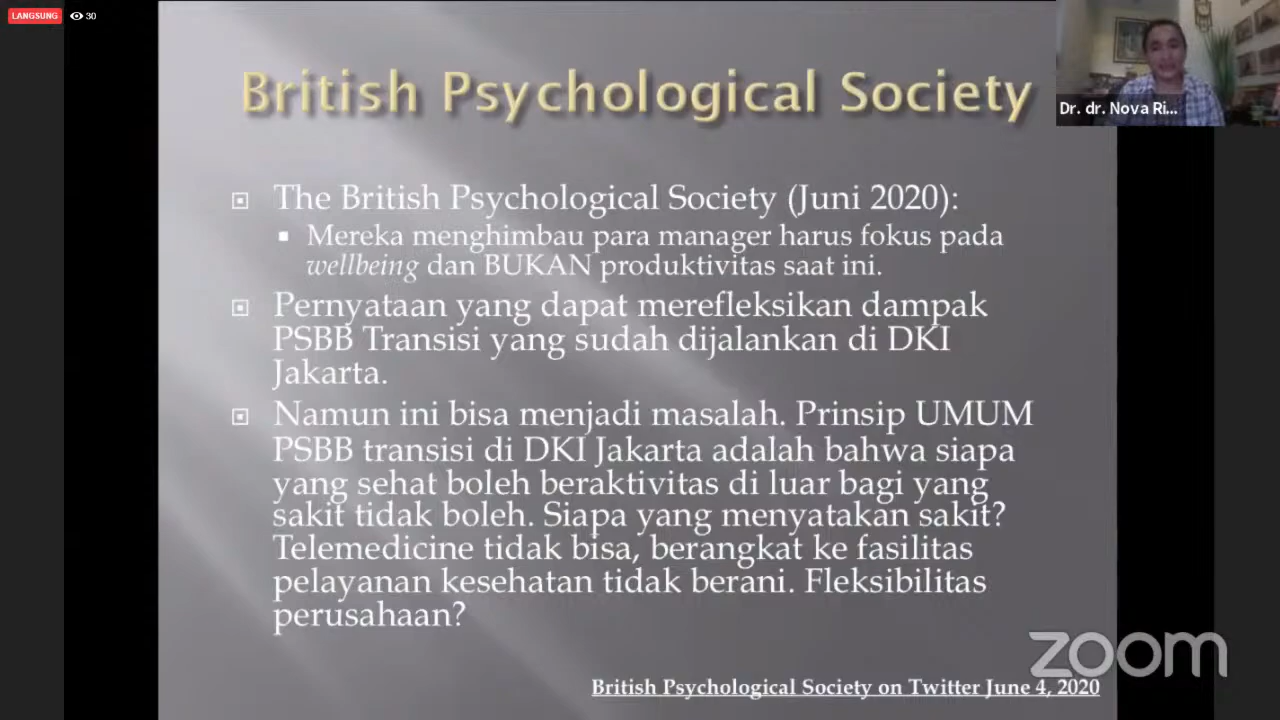 LANGSUNG 30
British Psychological Society
Dr. dr. Nova Ri...
The British Psychological Society (Juni 2020):
Mereka menghimbau para manager harus fokus pada
wellbeing dan BUKAN produktivitas saat ini.
Pernyataan yang dapat merefleksikan dampak
PSBB Transisi yang sudah dijalankan di DKI
Jakarta.
Namun ini bisa menjadi masalah. Prinsip UMUM
PSBB transisi di DKI Jakarta adalah bahwa siapa
yang sehat boleh beraktivitas di luar bagi yang
sakit tidak boleh. Siapa yang menyatakan sakit?
Telemedicine tidak bisa, berangkat ke fasilitas
pelayanan kesehatan tidak berani. Fleksibilitas
perusahaan?
zoom
British Psychological Society on Twitter June 4, 2020